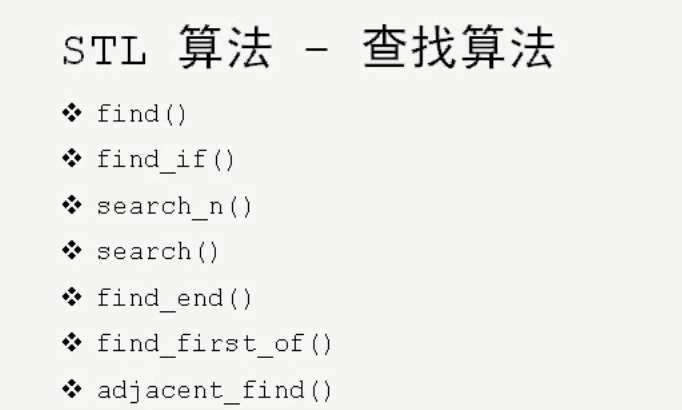 STL 算法 – 查找算法
❖ find()
❖ find_if()
❖ search_n()
❖ search()
❖ find_end()
❖ find_first_of()
❖ adjacent_find()